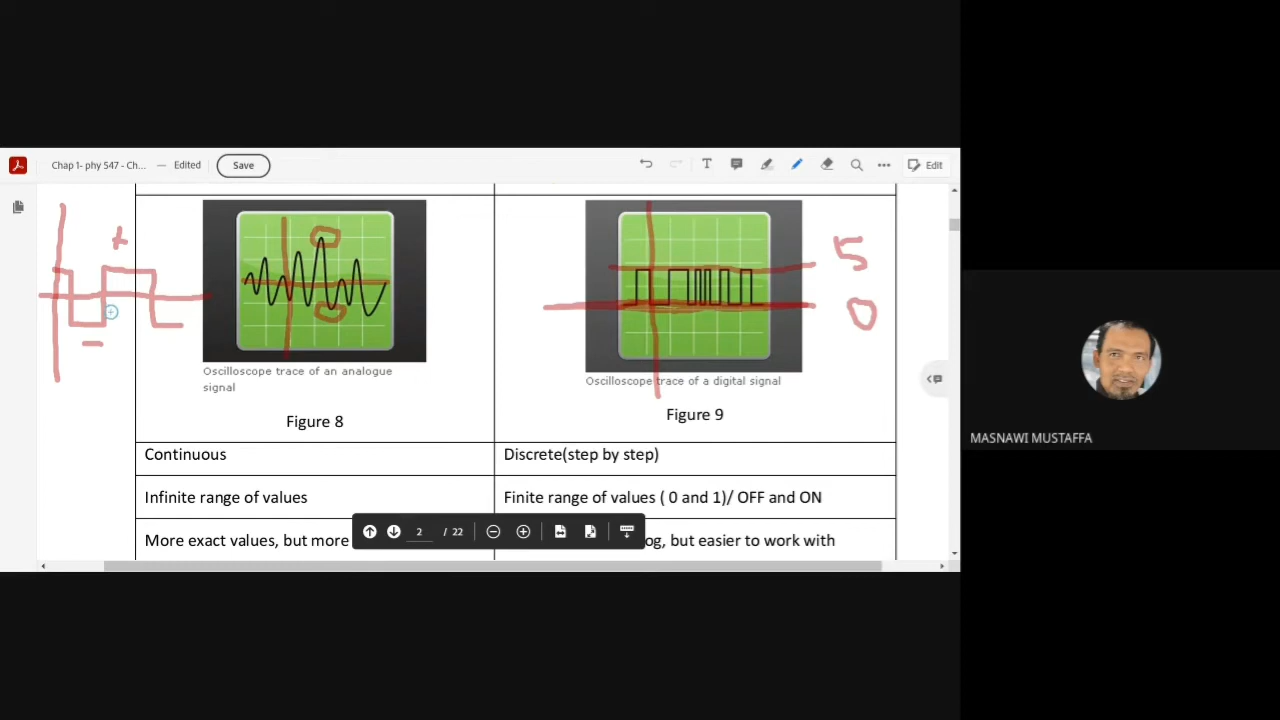 Chap 1- phy 547 - Ch... — Edited Save
T Edit
+
–
5
0
Oscilloscope trace of an analogue
signal
Figure 8
Oscilloscope trace of a digital signal
Figure 9
Continuous
Discrete(step by step)
Infinite range of values
Finite range of values ( 0 and 1)/ OFF and ON
More exact values, but more
og, but easier to work with
2 / 22
MASNAWI MUSTAFFA